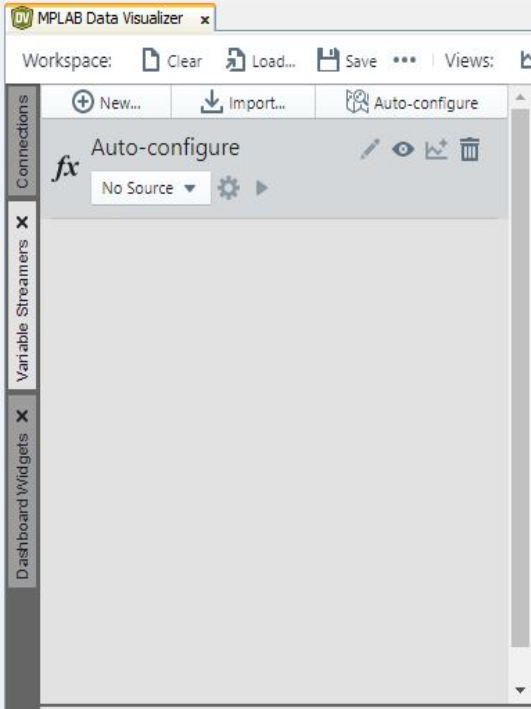 DV MPLAB Data Visualizer x
Workspace: Clear Load... Save ••• Views:
Connections
Variable Streamers ×
Dashboard Widgets ×
New... Import... Auto-configure
fx Auto-configure
No Source